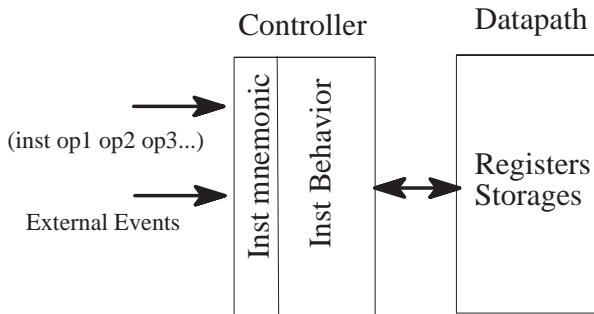 Controller
Datapath
(inst op1 op2 op3...)
External Events
Inst mnemonic
Inst Behavior
Registers
Storages